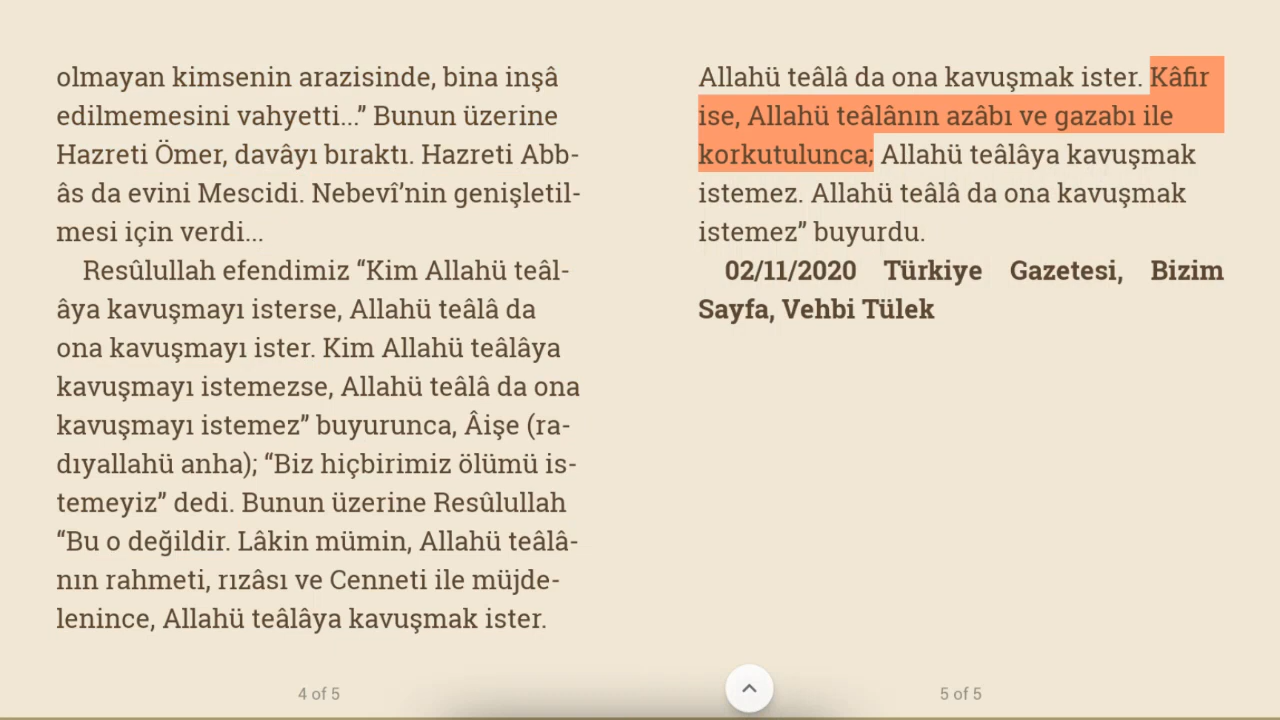 olmayan kimsenin arazisinde, bina inşâ
edilmemesini vahyetti...” Bunun üzerine
Hazreti Ömer, davâyı bıraktı. Hazreti Abb-
âs da evini Mescidi. Nebevî’nin genişletil-
mesi için verdi...
Resûlullah efendimiz “Kim Allahü teâl-
âya kavuşmayı isterse, Allahü teâlâ da
ona kavuşmayı ister. Kim Allahü teâlâya
kavuşmayı istemezse, Allahü teâlâ da ona
kavuşmayı istemez” buyurunca, Âişe (ra-
dıyallahü anha); “Biz hiçbirimiz ölümü is-
temeyiz” dedi. Bunun üzerine Resûlullah
“Bu o değildir. Lâkin mümin, Allahü teâlâ-
nın rahmeti, rızâsı ve Cenneti ile müjde-
lenince, Allahü teâlâya kavuşmak ister.
4 of 5
Allahü teâlâ da ona kavuşmak ister. Kâfir
ise, Allahü teâlânın azâbı ve gazabı ile
korkutulunca; Allahü teâlâya kavuşmak
istemez. Allahü teâlâ da ona kavuşmak
istemez” buyurdu.
02/11/2020 Türkiye Gazetesi, Bizim
Sayfa, Vehbi Tülek
5 of 5